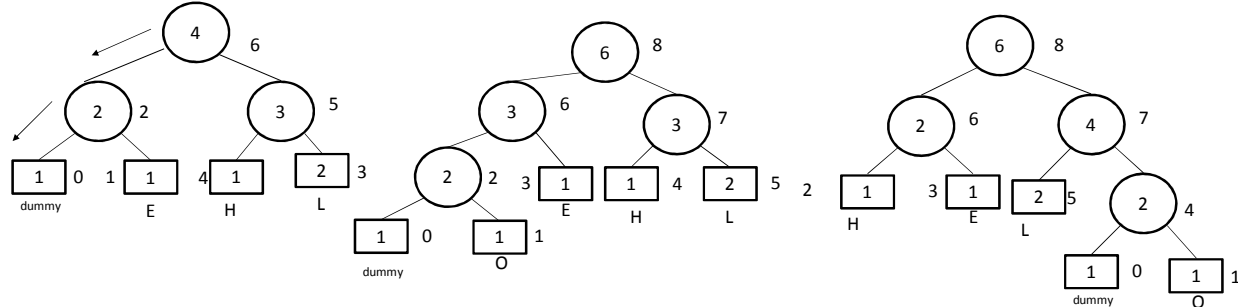 4 6
2 2 3 5
1 0 1 1 4 1 2 3
dummy E H L
6 8
3 6 3 7
2 2 3 1 1 4 2 5
E H L
1 0 1 1
dummy O
6 8
2 6 4 7
2 1 3 1 2 5 2 4
H E L
1 0 1 1
dummy O